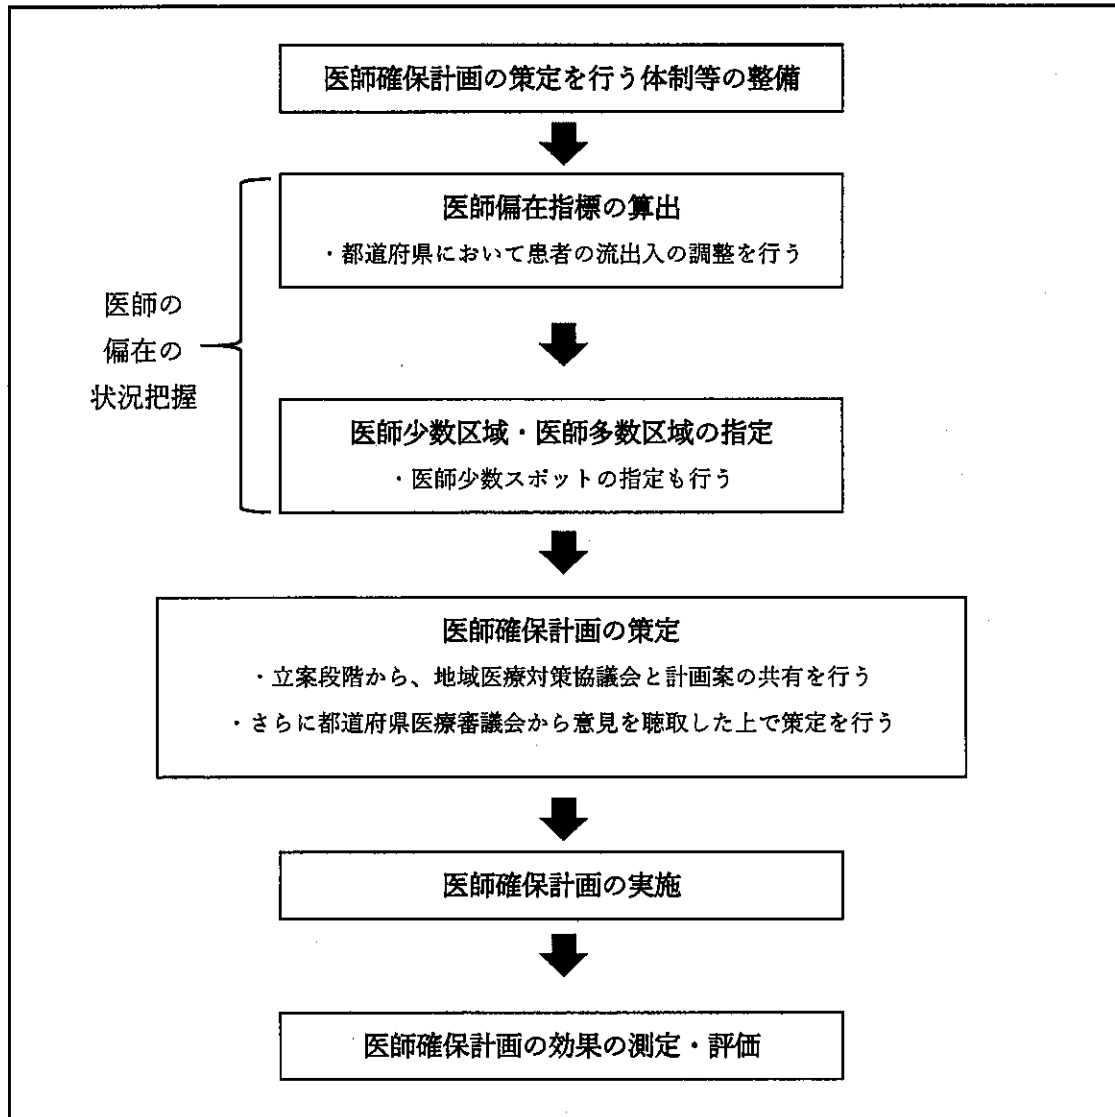 医師確保計画の策定を行う体制等の整備
医師偏在指標の算出
・都道府県において患者の流出入の調整を行う
医師の
偏在の
状況把握
医師少数区域・医師多数区域の指定
・医師少数スポットの指定も行う
医師確保計画の策定
・立案段階から、地域医療対策協議会と計画案の共有を行う
・さらに都道府県医療審議会から意見を聴取した上で策定を行う
医師確保計画の実施
医師確保計画の効果の測定・評価